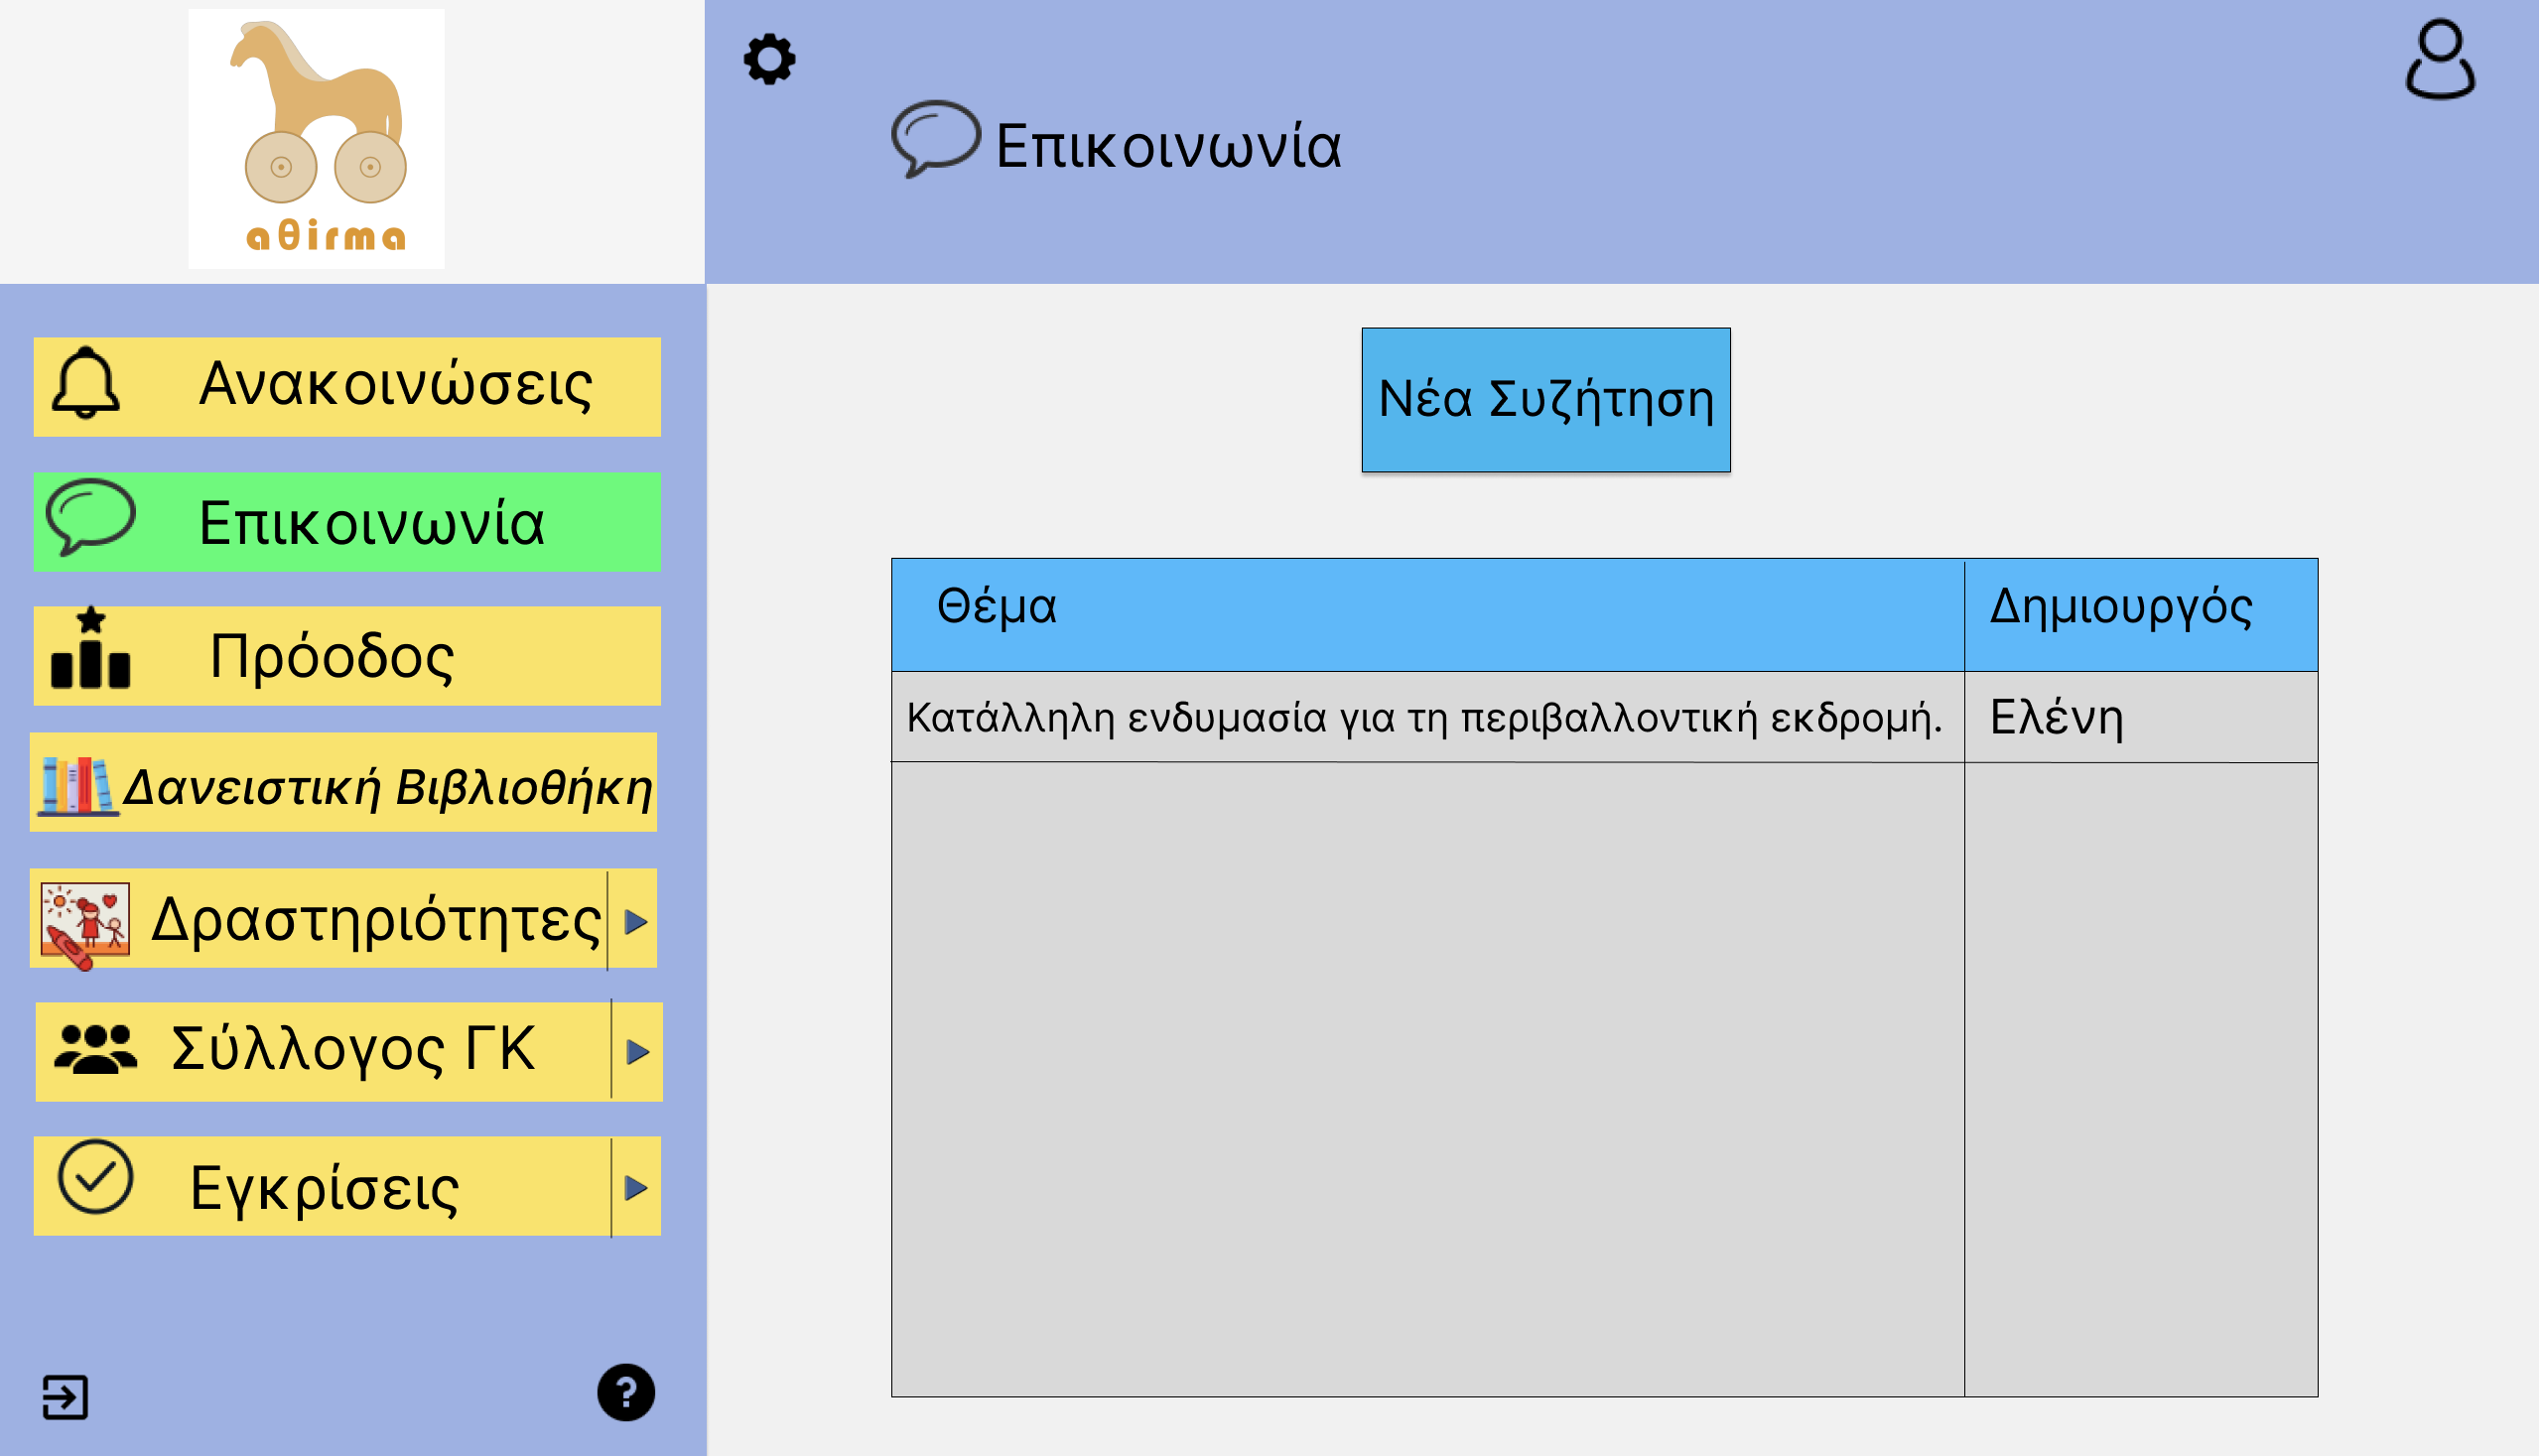 aθirma
Επικοινωνία
Ανακοινώσεις
Επικοινωνία
Πρόοδος
Δανειστική Βιβλιοθήκη
Δραστηριότητες
Σύλλογος ΓΚ
Εγκρίσεις
?
Νέα Συζήτηση
Θέμα Δημιουργός
Κατάλληλη ενδυμασία για τη περιβαλλοντική εκδρομή. Ελένη